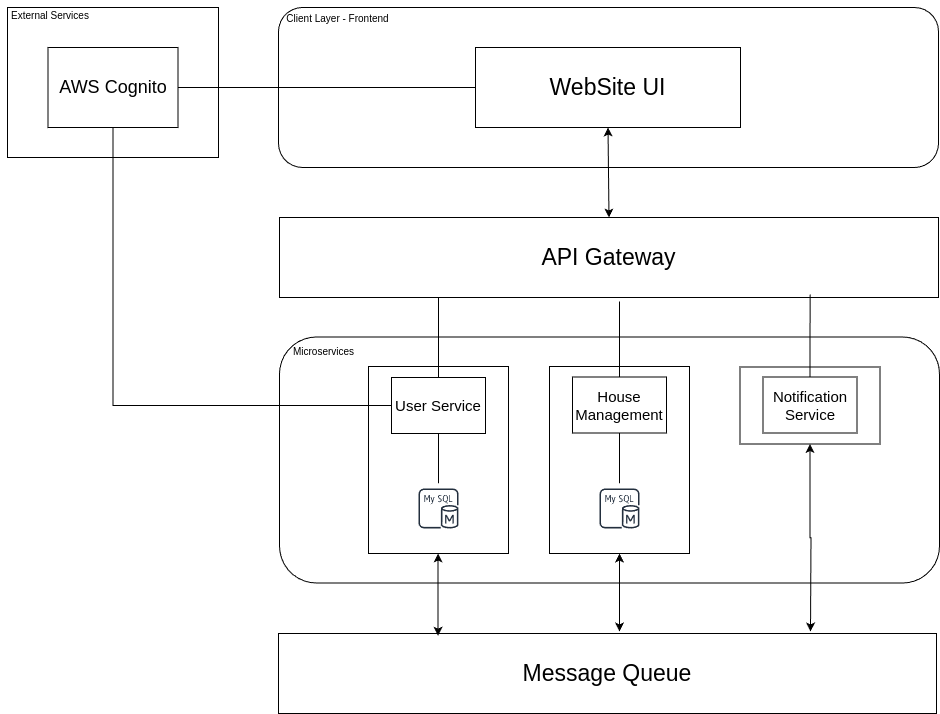 External Services
Client Layer - Frontend
AWS Cognito
WebSite UI
API Gateway
Microservices
User Service
House
Management
Notification
Service
My SQL
M
My SQL
M
Message Queue